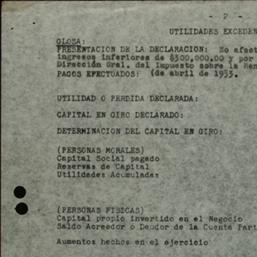 - 2 -
UTILIDADES EXCEDEN
GLOSA:
PRESENTACION DE LA DECLARACION: No afect
ingresos inferiores de $300,000.00 y por
Dirección Gral. del Impuesto sobre la Ren
PAGOS EFECTUADOS: (de abril de 1953.
UTILIDAD O PERDIDA DECLARADA:
CAPITAL EN GIRO DECLARADO:
DETERMINACION DEL CAPITAL EN GIRO:
(PERSONAS MORALES)
Capital Social pagado
Reservas de Capital
Utilidades Acumuladas
(PERSONAS FISICAS)
Capital propio invertido en el Negocio
Saldo Acreedor o Deudor de la Cuenta Part
Aumentos hechos en el ejercicio